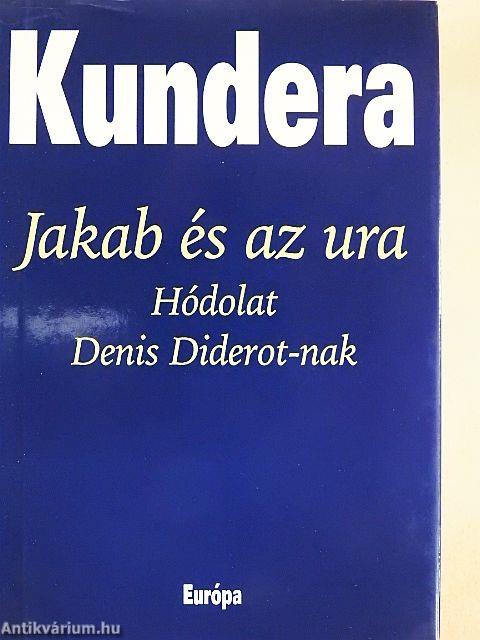 Kundera
Jakab és az ura
Hódolat
Denis Diderot-nak
Európa
Antikvárium.hu